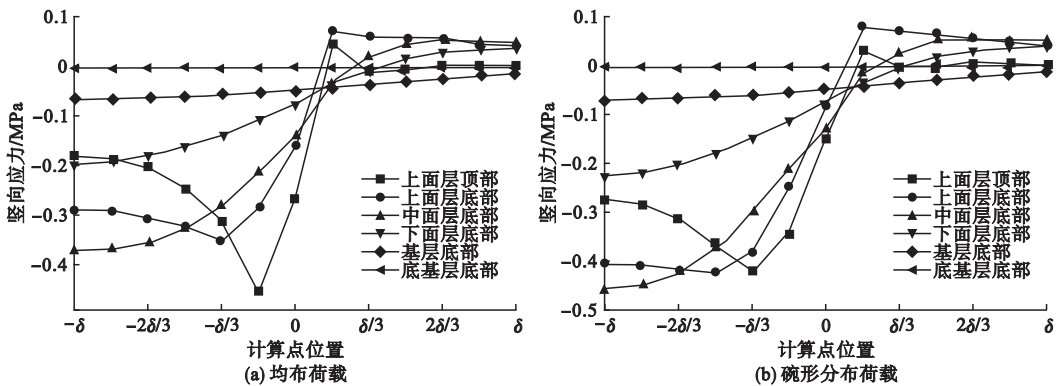 0.1
0
−0.1
−0.2
−0.3
−0.4
竖向应力/MPa
上面层顶部
上面层底部
中面层底部
下面层底部
基层底部
底基层底部
−δ
−2δ/3
−δ/3
0
δ/3
2δ/3
δ
计算点位置
(a) 均布荷载
0.1
0
−0.1
−0.2
−0.3
−0.4
−0.5
竖向应力/MPa
上面层顶部
上面层底部
中面层底部
下面层底部
基层底部
底基层底部
−δ
−2δ/3
−δ/3
0
δ/3
2δ/3
δ
计算点位置
(b) 碗形分布荷载